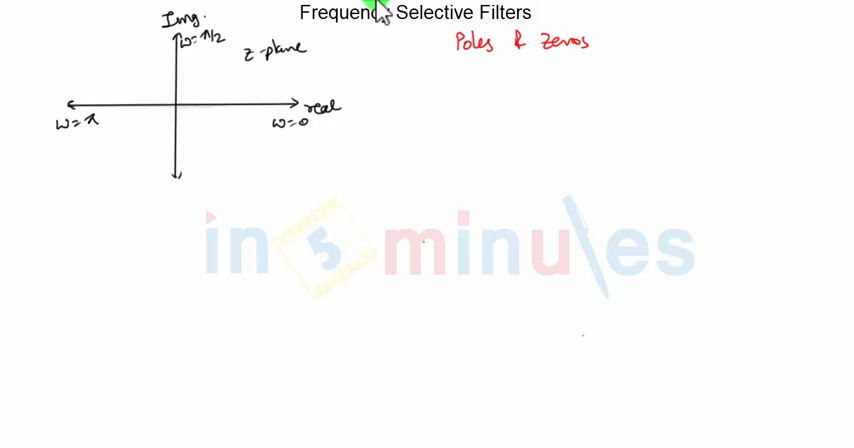 Frequency Selective Filters
Img.
ω=π/2
z-plane
Poles & Zeros
real
ω=π
ω=0
in 5 minutes